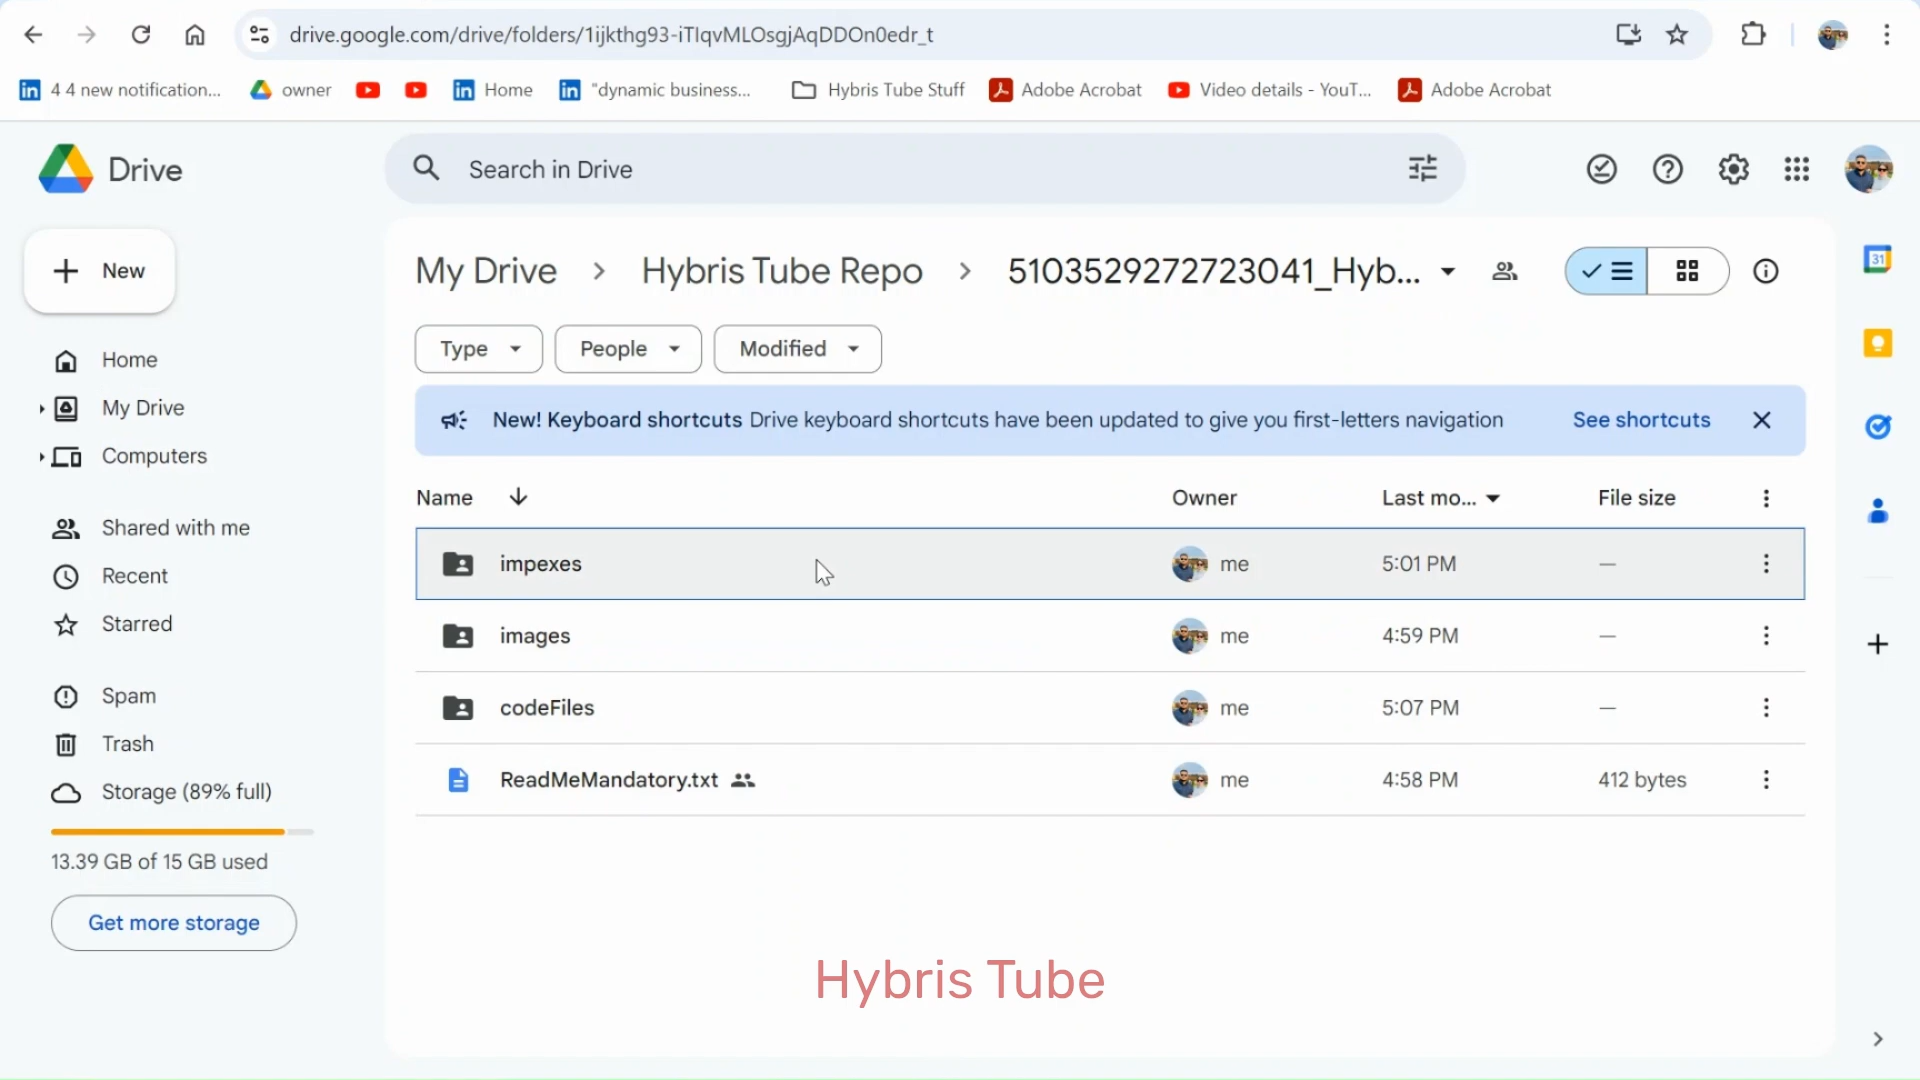 drive.google.com/drive/folders/1ijkthg93-iTIqvMLOsgjAqDDOn0edr_t
4 4 new notification...
owner
Home
"dynamic business...
Hybris Tube Stuff
Adobe Acrobat
Video details - YouT...
Adobe Acrobat
Drive
Search in Drive
New
My Drive
Hybris Tube Repo
5103529272723041_Hyb...
Type
People
Modified
New! Keyboard shortcuts Drive keyboard shortcuts have been updated to give you first-letters navigation
See shortcuts
Home
My Drive
Computers
Shared with me
Recent
Starred
Spam
Trash
Storage (89% full)
13.39 GB of 15 GB used
Get more storage
Name Owner Last mo... File size
impexes me 5:01 PM —
images me 4:59 PM —
codeFiles me 5:07 PM —
ReadMeMandatory.txt me 4:58 PM 412 bytes
31
Hybris Tube